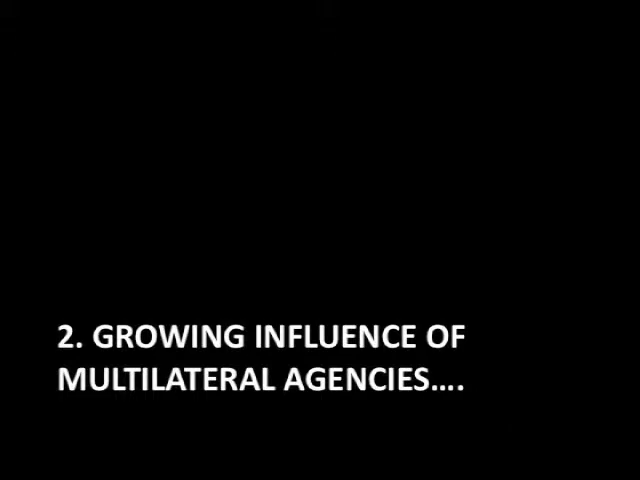 2. GROWING INFLUENCE OF
MULTILATERAL AGENCIES….